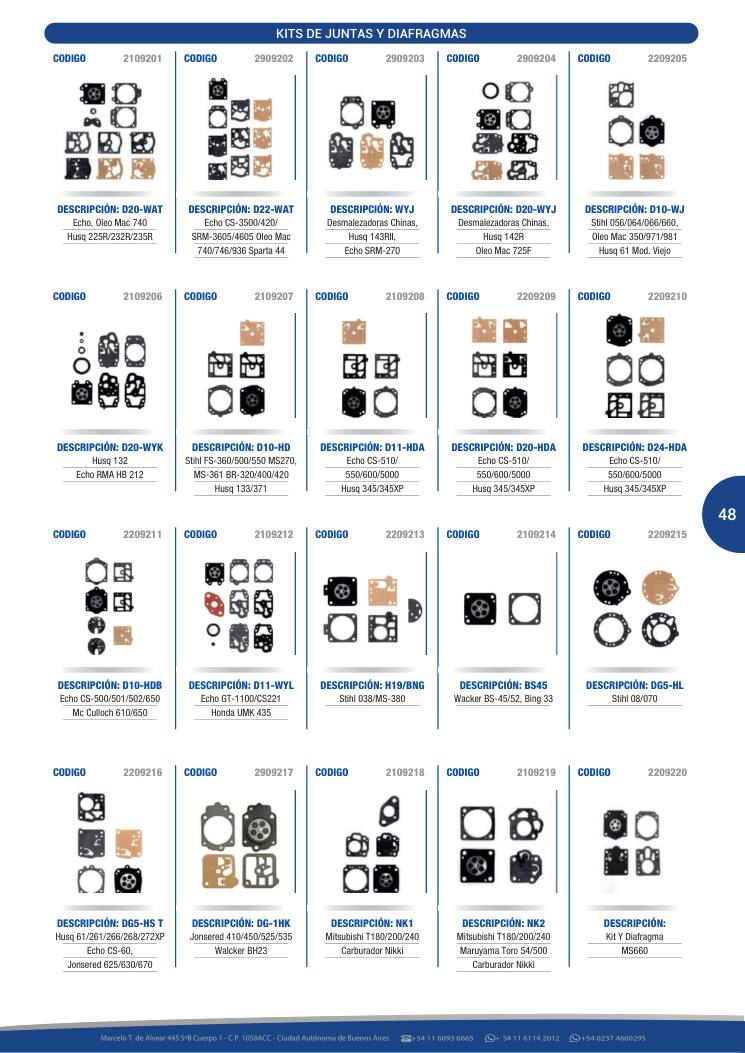 KITS DE JUNTAS Y DIAFRAGMAS
CODIGO 2109201
DESCRIPCIÓN: D20-WAT
Echo, Oleo Mac 740
Husq 225R/232R/235R
CODIGO 2909202
DESCRIPCIÓN: D22-WAT
Echo CS-3500/420/
SRM-3605/4605 Oleo Mac
740/746/936 Sparta 44
CODIGO 2909203
DESCRIPCIÓN: WYJ
Desmalezadoras Chinas,
Husq 143RII,
Echo SRM-270
CODIGO 2909204
DESCRIPCIÓN: D20-WYJ
Desmalezadoras Chinas,
Husq 142R
Oleo Mac 725F
CODIGO 2209205
DESCRIPCIÓN: D10-WJ
Stihl 056/064/066/660,
Oleo Mac 350/971/981
Husq 61 Mod. Viejo
CODIGO 2109206
DESCRIPCIÓN: D20-WYK
Husq 132
Echo RMA HB 212
CODIGO 2109207
DESCRIPCIÓN: D10-HD
Stihl FS-360/500/550 MS270,
MS-361 BR-320/400/420
Husq 133/371
CODIGO 2109208
DESCRIPCIÓN: D11-HDA
Echo CS-510/
550/600/5000
Husq 345/345XP
CODIGO 2209209
DESCRIPCIÓN: D20-HDA
Echo CS-510/
550/600/5000
Husq 345/345XP
CODIGO 2209210
DESCRIPCIÓN: D24-HDA
Echo CS-510/
550/600/5000
Husq 345/345XP
48
CODIGO 2209211
DESCRIPCIÓN: D10-HDB
Echo CS-500/501/502/650
Mc Culloch 610/650
CODIGO 2109212
DESCRIPCIÓN: D11-WYL
Echo GT-1100/CS221
Honda UMK 435
CODIGO 2209213
DESCRIPCIÓN: H19/BNG
Stihl 038/MS-380
CODIGO 2109214
DESCRIPCIÓN: BS45
Wacker BS-45/52, Bing 33
CODIGO 2209215
DESCRIPCIÓN: DG5-HL
Stihl 08/070
CODIGO 2209216
DESCRIPCIÓN: DG5-HS T
Husq 61/261/266/268/272XP
Echo CS-60,
Jonsered 625/630/670
CODIGO 2909217
DESCRIPCIÓN: DG-1HK
Jonsered 410/450/525/535
Walcker BH23
CODIGO 2109218
DESCRIPCIÓN: NK1
Mitsubishi T180/200/240
Carburador Nikki
CODIGO 2109219
DESCRIPCIÓN: NK2
Mitsubishi T180/200/240
Maruyama Toro 54/500
Carburador Nikki
CODIGO 2209220
DESCRIPCIÓN:
Kit Y Diafragma
MS660
Marcelo T. de Alvear 445 5ºB Cuerpo 1 - C.P. 1058ACC - Ciudad Autónoma de Buenos Aires. +54 11 6093 6665 + 54 11 6114 2012 +54 0237 4660295